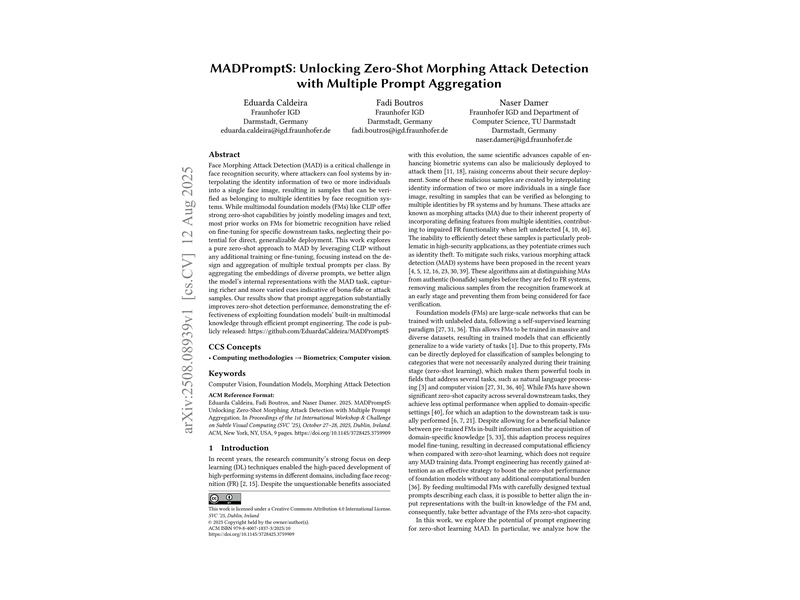 MADPromptS: Unlocking Zero-Shot Morphing Attack Detection
with Multiple Prompt Aggregation
Eduarda Caldeira
Fraunhofer IGD
Darmstadt, Germany
eduarda.caldeira@igd.fraunhofer.de
Fadi Boutros
Fraunhofer IGD
Darmstadt, Germany
fadi.boutros@igd.fraunhofer.de
Naser Damer
Fraunhofer IGD and Department of
Computer Science, TU Darmstadt
Darmstadt, Germany
naser.damer@igd.fraunhofer.de
arXiv:2508.08939v1 [cs.CV] 12 Aug 2025
Abstract
Face Morphing Attack Detection (MAD) is a critical challenge in
face recognition security, where attackers can fool systems by in-
terpolating the identity information of two or more individuals
into a single face image, resulting in samples that can be veri-
fied as belonging to multiple identities by face recognition sys-
tems. While multimodal foundation models (FMs) like CLIP offer
strong zero-shot capabilities by jointly modeling images and text,
most prior works on FMs for biometric recognition have relied
on fine-tuning for specific downstream tasks, neglecting their po-
tential for direct, generalizable deployment. This work explores
a pure zero-shot approach to MAD by leveraging CLIP without
any additional training or fine-tuning, focusing instead on the de-
sign and aggregation of multiple textual prompts per class. By
aggregating the embeddings of diverse prompts, we better align
the model's internal representations with the MAD task, captur-
ing richer and more varied cues indicative of bona-fide or attack
samples. Our results show that prompt aggregation substantially
improves zero-shot detection performance, demonstrating the ef-
fectiveness of exploiting foundation models' built-in multimodal
knowledge through efficient prompt engineering. The code is pub-
licly released: https://github.com/EduardaCaldeira/MADPromptS
CCS Concepts
• Computing methodologies → Biometrics; Computer vision.
Keywords
Computer Vision, Foundation Models, Morphing Attack Detection
ACM Reference Format:
Eduarda Caldeira, Fadi Boutros, and Naser Damer. 2025. MADPromptS:
Unlocking Zero-Shot Morphing Attack Detection with Multiple Prompt
Aggregation. In Proceedings of the 1st International Workshop & Challenge
on Subtle Visual Computing (SVC '25), October 27–28, 2025, Dublin, Ireland.
ACM, New York, NY, USA, 9 pages. https://doi.org/10.1145/3728425.3759909
1 Introduction
In recent years, the research community's strong focus on deep
learning (DL) techniques enabled the high-paced development of
high-performing systems in different domains, including face recog-
nition (FR) [2, 15]. Despite the unquestionable benefits associated
This work is licensed under a Creative Commons Attribution 4.0 International License.
SVC '25, Dublin, Ireland
© 2025 Copyright held by the owner/author(s).
ACM ISBN 979-8-4007-1837-3/2025/10
https://doi.org/10.1145/3728425.3759909
with this evolution, the same scientific advances capable of en-
hancing biometric systems can also be maliciously deployed to
attack them [11, 18], raising concerns about their secure deploy-
ment. Some of these malicious samples are created by interpolating
identity information of two or more individuals in a single face
image, resulting in samples that can be verified as belonging to
multiple identities by FR systems and by humans. These attacks are
known as morphing attacks (MA) due to their inherent property of
incorporating defining features from multiple identities, contribut-
ing to impaired FR functionality when left undetected [4, 10, 46].
The inability to efficiently detect these samples is particularly prob-
lematic in high-security applications, as they potentiate crimes such
as identity theft. To mitigate such risks, various morphing attack
detection (MAD) systems have been proposed in the recent years
[4, 5, 12, 16, 23, 30, 39]. These algorithms aim at distinguishing MAs
from authentic (bonafide) samples before they are fed to FR systems,
removing malicious samples from the recognition framework at
an early stage and preventing them from being considered for face
verification.
Foundation Models (FMs) are large-scale networks that can be
trained with unlabeled data, following a self-supervised learning
paradigm [27, 31, 36]. This allows FMs to be trained in massive and
diverse datasets, resulting in trained models that can efficiently
generalize to a wide variety of tasks [1]. Due to this property, FMs
can be directly deployed for classification of samples belonging to
categories that were not necessarily analyzed during their training
stage (zero-shot learning), which makes them powerful tools in
fields that address several tasks, such as natural language process-
ing [3] and computer vision [27, 31, 36, 40]. While FMs have shown
significant zero-shot capacity across several downstream tasks, they
achieve less optimal performance when applied to domain-specific
settings [40], for which an adaption to the downstream task is usu-
ally performed [6, 7, 21]. Despite allowing for a beneficial balance
between pre-trained FMs in-built knowledge and the acquisition of
domain-specific knowledge [5, 33], this adaption process requires
model fine-tuning, resulting in decreased computational efficiency
when compared with zero-shot learning, which does not require
any MAD training data. Prompt engineering has recently gained at-
tention as an effective strategy to boost the zero-shot performance
of foundation models without any additional computational burden
[36]. By feeding multimodal FMs with carefully designed textual
prompts describing each class, it is possible to better align the in-
put representations with the built-in knowledge of the FM and,
consequently, take better advantage of the FMs zero-shot capacity.
In this work, we explore the potential of prompt engineering
for zero-shot learning MAD. In particular, we analyze how the